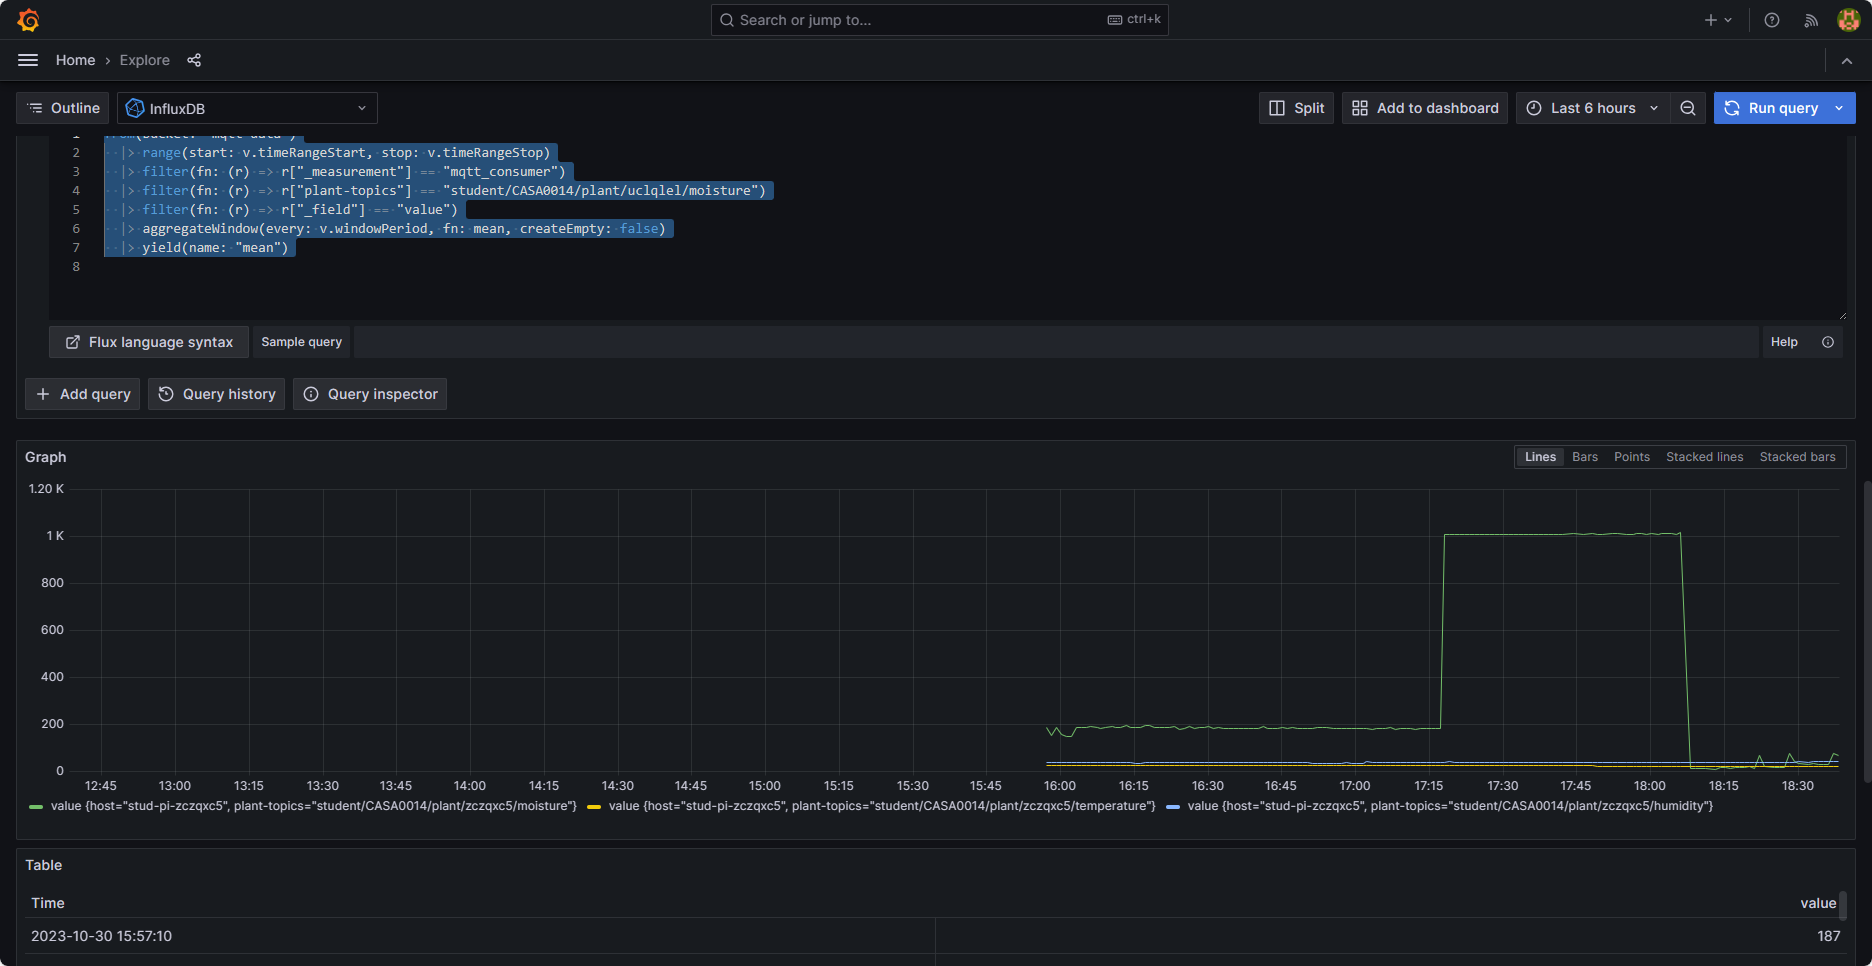 Search or jump to...
ctrl+k
Home › Explore
Outline
InfluxDB
Split
Add to dashboard
Last 6 hours
Run query
1 from(bucket: "mqtt-data")
2 |> range(start: v.timeRangeStart, stop: v.timeRangeStop)
3 |> filter(fn: (r) => r["_measurement"] == "mqtt_consumer")
4 |> filter(fn: (r) => r["plant-topics"] == "student/CASA0014/plant/uclqlel/moisture")
5 |> filter(fn: (r) => r["_field"] == "value")
6 |> aggregateWindow(every: v.windowPeriod, fn: mean, createEmpty: false)
7 |> yield(name: "mean")
8
Flux language syntax
Sample query
Help
Add query
Query history
Query inspector
Graph
Lines Bars Points Stacked lines Stacked bars
1.20 K
1 K
800
600
400
200
0
12:45 13:00 13:15 13:30 13:45 14:00 14:15 14:30 14:45 15:00 15:15 15:30 15:45 16:00 16:15 16:30 16:45 17:00 17:15 17:30 17:45 18:00 18:15 18:30
value {host="stud-pi-zczqxc5", plant-topics="student/CASA0014/plant/zczqxc5/moisture"} value {host="stud-pi-zczqxc5", plant-topics="student/CASA0014/plant/zczqxc5/temperature"} value {host="stud-pi-zczqxc5", plant-topics="student/CASA0014/plant/zczqxc5/humidity"}
Table
Time value
2023-10-30 15:57:10 187